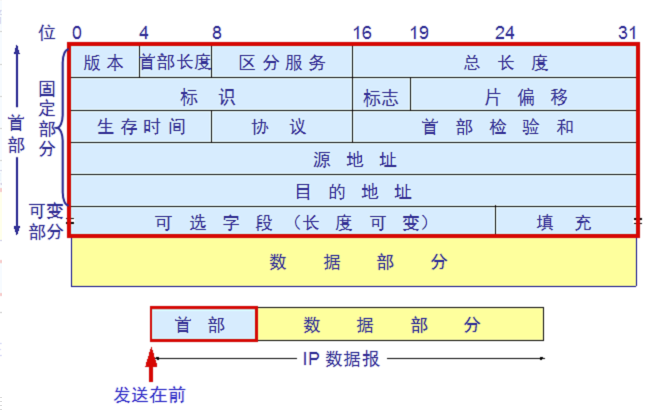 位 0 4 8 16 19 24 31
版本 首部长度 区分服务 总长度
标识 标志 片偏移
生存时间 协议 首部检验和
源地址
目的地址
可选字段（长度可变） 填充
数据部分
首部
固定部分
可变部分
首部 数据部分
IP 数据报
发送在前